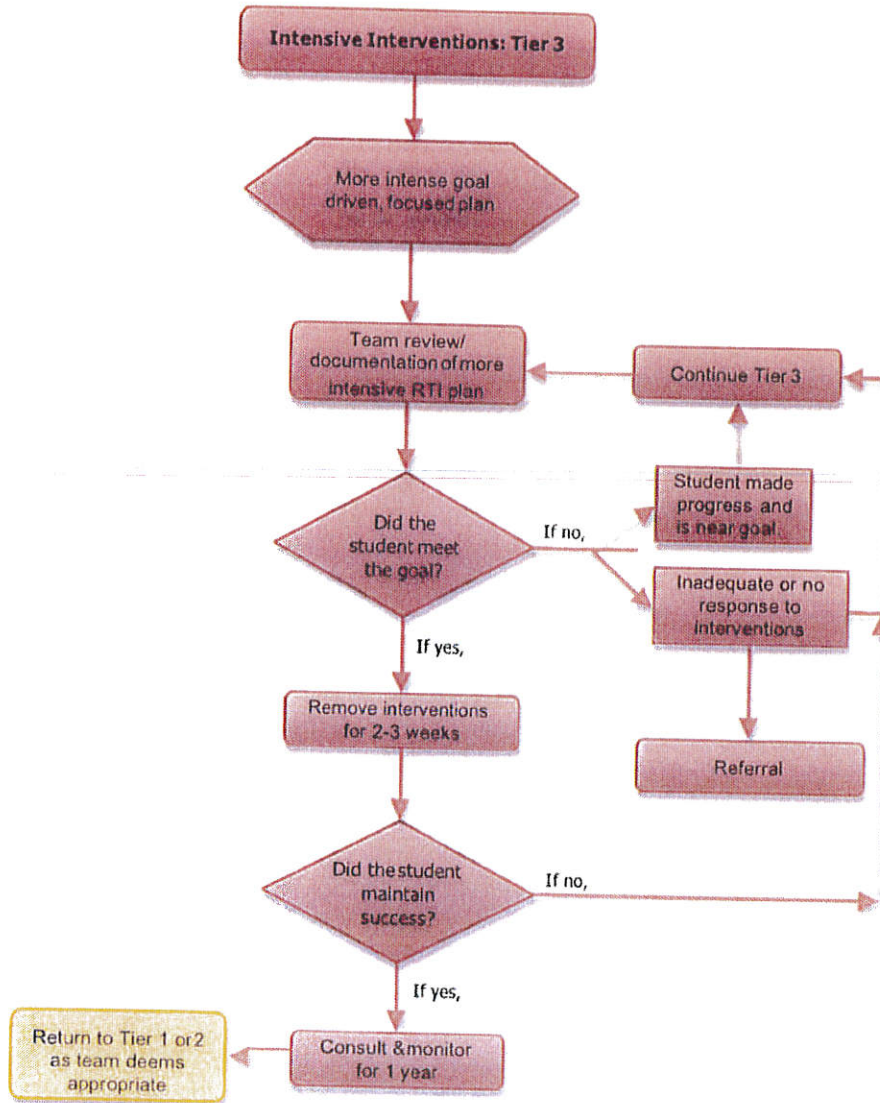 Intensive Interventions: Tier 3
More intense goal
driven, focused plan
Team review/
documentation of more
intensive RTI plan
Continue Tier 3
Student made
progress and
is near goal.
Did the
student meet
the goal?
If no,
Inadequate or no
response to
interventions
If yes,
Remove interventions
for 2-3 weeks
Referral
Did the student
maintain
success?
If no,
If yes,
Return to Tier 1 or 2
as team deems
appropriate
Consult & monitor
for 1 year